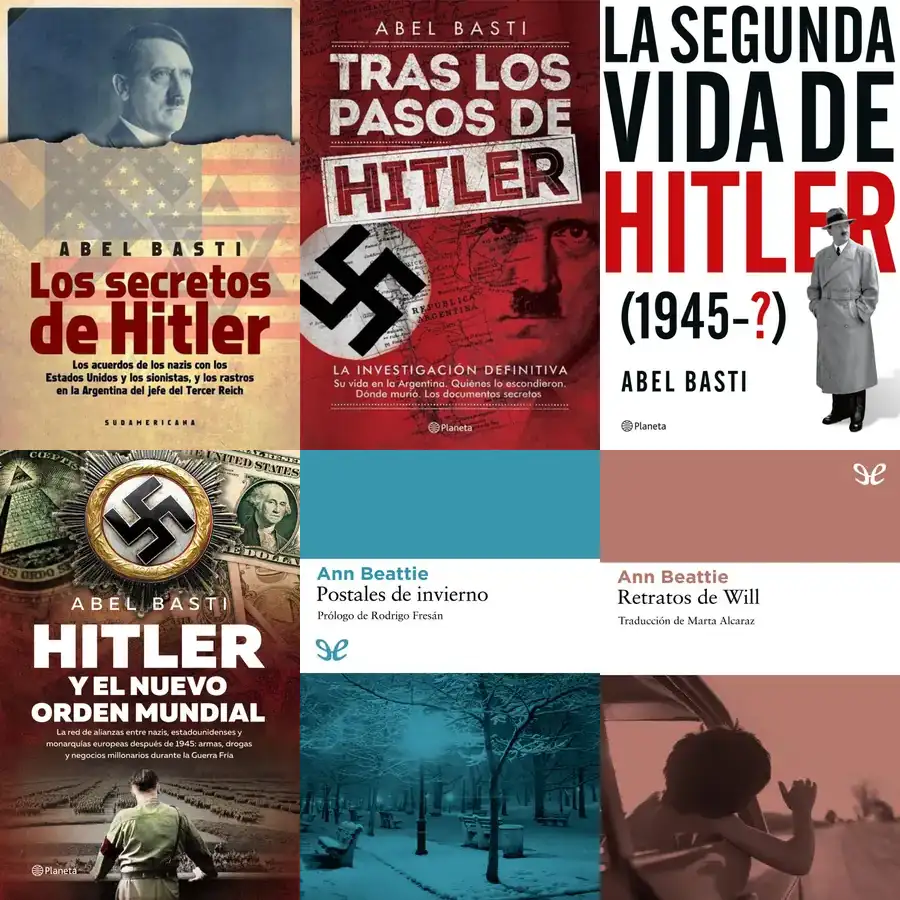 ABEL BASTI
Los secretos
de Hitler
Los acuerdos de los nazis con los
Estados Unidos y los sionistas, y los rastros
en la Argentina del jefe del Tercer Reich
SUDAMERICANA
ABEL BASTI
TRAS LOS
PASOS DE
HITLER
REPUBLICA
ARGENTINA
LA INVESTIGACIÓN DEFINITIVA
Su vida en la Argentina. Quiénes lo escondieron.
Dónde murió. Los documentos secretos
Planeta
LA SEGUNDA
VIDA DE
HITLER
(1945-?)
ABEL BASTI
Planeta
UNITED STATES
ABEL BASTI
HITLER
Y EL NUEVO
ORDEN MUNDIAL
La red de alianzas entre nazis, estadounidenses y
monarquías europeas después de 1945: armas, drogas
y negocios millonarios durante la Guerra Fría
Planeta
Ann Beattie
Postales de invierno
Prólogo de Rodrigo Fresán
Ann Beattie
Retratos de Will
Traducción de Marta Alcaraz